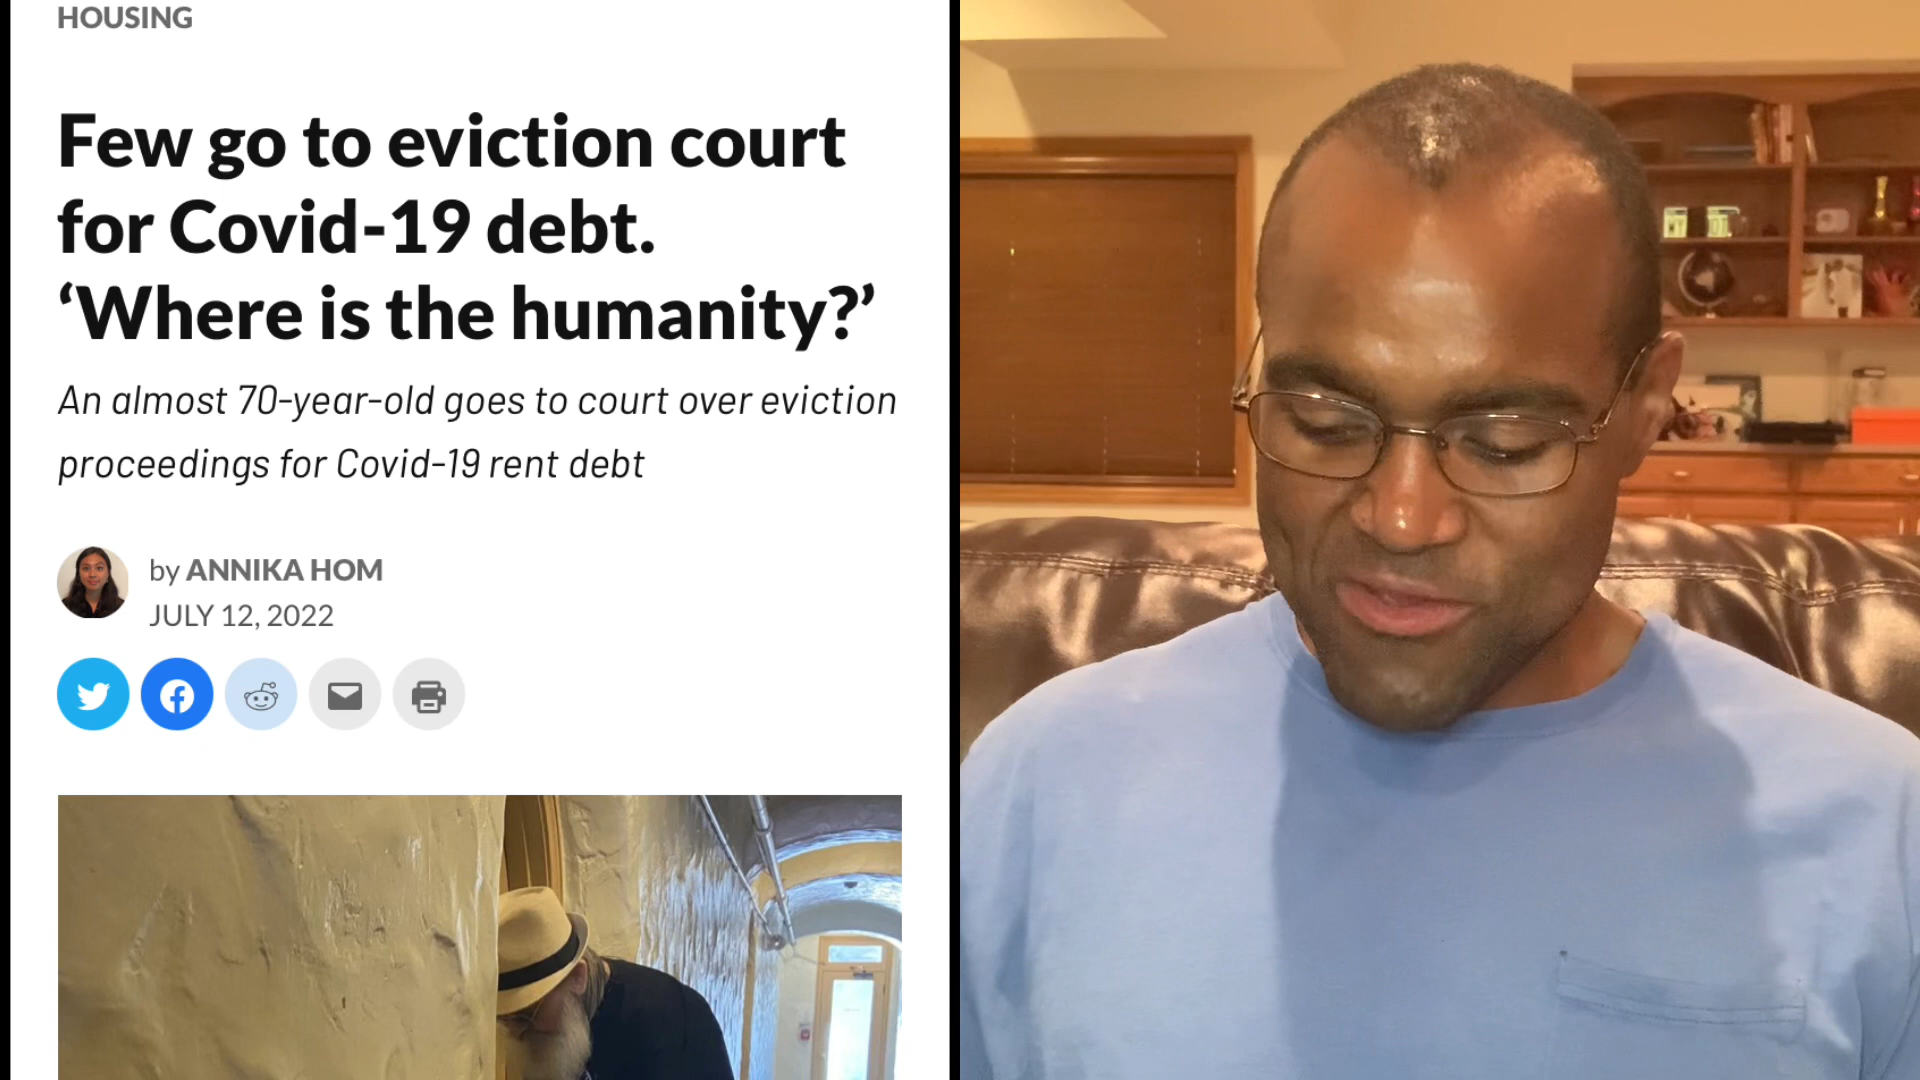 HOUSING
Few go to eviction court
for Covid-19 debt.
‘Where is the humanity?’
An almost 70-year-old goes to court over eviction
proceedings for Covid-19 rent debt
by ANNIKA HOM
JULY 12, 2022